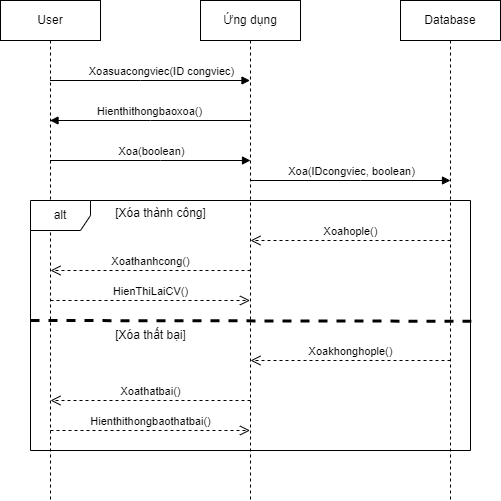 User
Ứng dụng
Database
Xoasuacongviec(ID congviec)
Hienthithongbaoxoa()
Xoa(boolean)
Xoa(IDcongviec, boolean)
alt
[Xóa thành công]
Xoahople()
Xoathanhcong()
HienThiLaiCV()
[Xóa thất bại]
Xoakhonghople()
Xoathatbai()
Hienthithongbaothatbai()